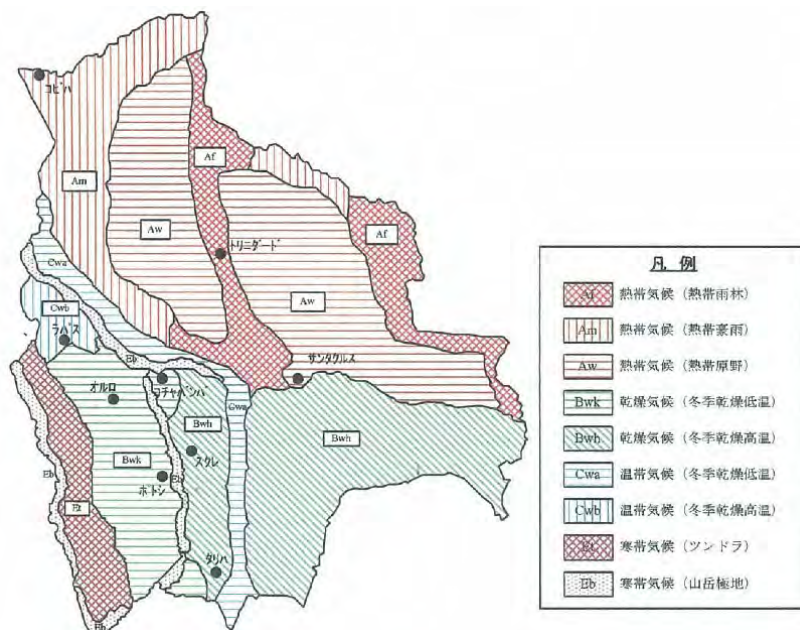 コビハ
Am
Af
Aw
Af
トリニダード
Cwa
Aw
Cwb
ラパス
Eb
サンタクルス
オルロ
コチャバンバ
Cwa
Bwh
Bwh
スクレ
Eb
Bwk
Eb
ポトシ
Et
タリハ
Eb
凡 例
Af 熱帯気候 (熱帯雨林)
Am 熱帯気候 (熱帯豪雨)
Aw 熱帯気候 (熱帯原野)
Bwk 乾燥気候 (冬季乾燥低温)
Bwh 乾燥気候 (冬季乾燥高温)
Cwa 温帯気候 (冬季乾燥低温)
Cwb 温帯気候 (冬季乾燥高温)
Et 寒帯気候 (ツンドラ)
Eb 寒帯気候 (山岳極地)